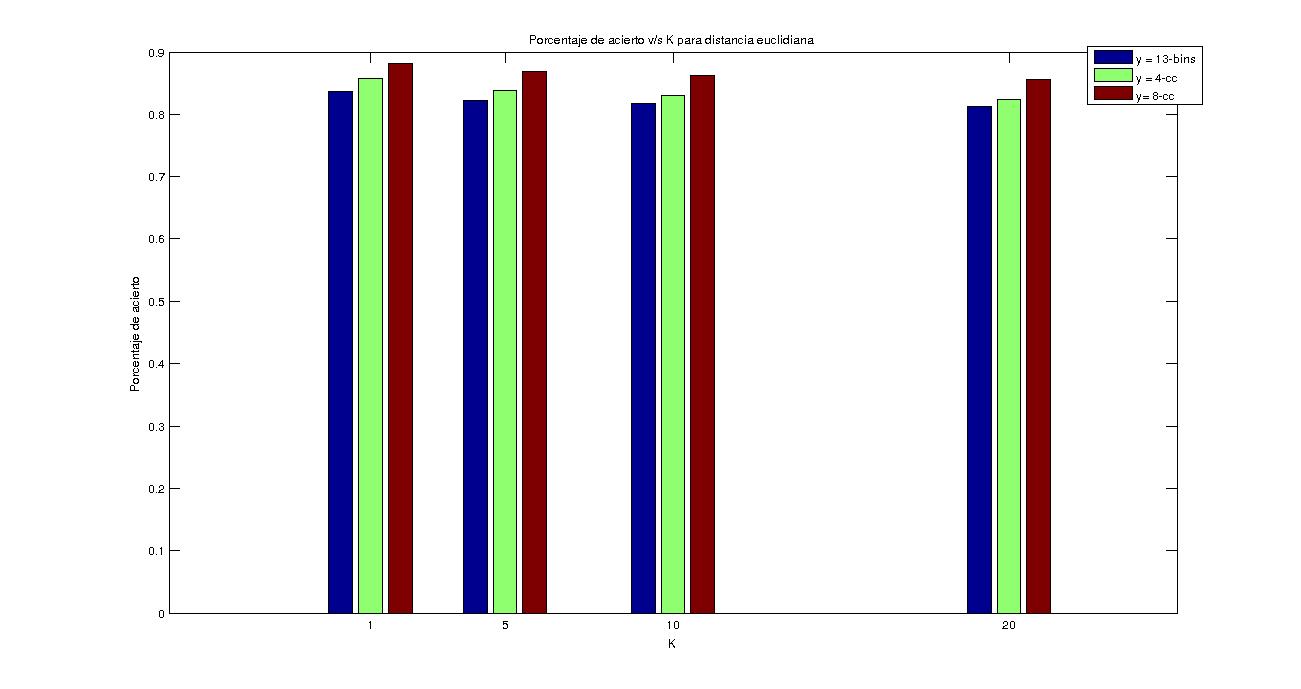 Porcentaje de acierto v/s K para distancia euclidiana
y = 13-bins
y = 4-cc
y= 8-cc
0.9
0.8
0.7
0.6
0.5
0.4
0.3
0.2
0.1
0
Porcentaje de acierto
1 5 10 20
K